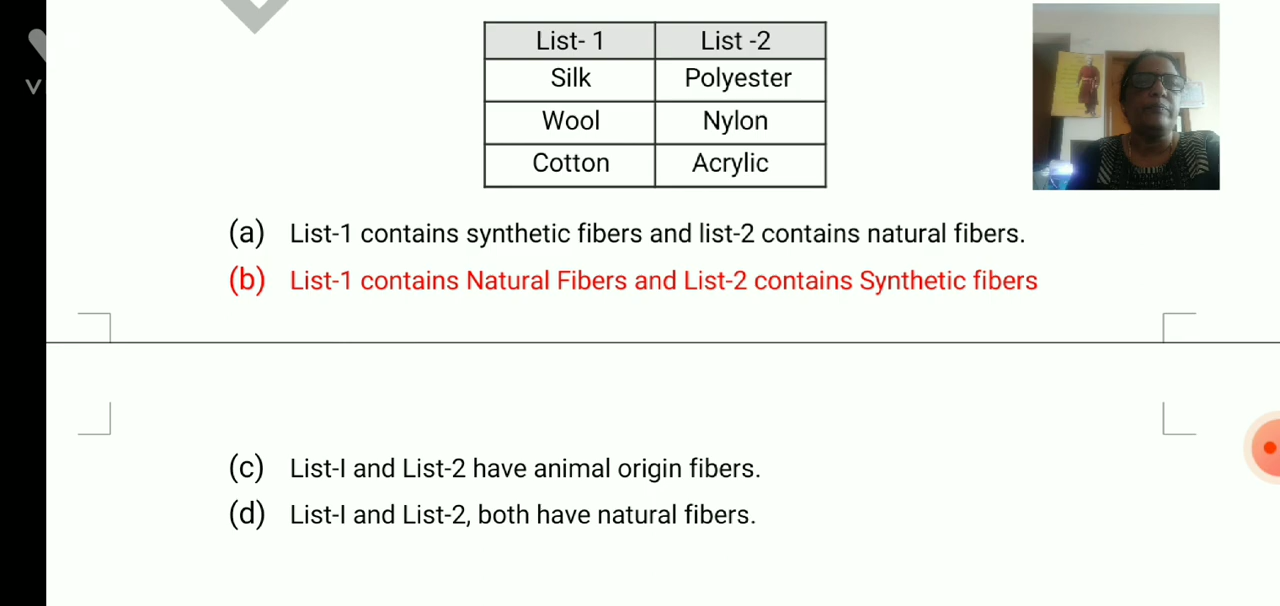 List- 1 List -2
Silk Polyester
Wool Nylon
Cotton Acrylic
(a) List-1 contains synthetic fibers and list-2 contains natural fibers.
(b) List-1 contains Natural Fibers and List-2 contains Synthetic fibers
(c) List-I and List-2 have animal origin fibers.
(d) List-I and List-2, both have natural fibers.